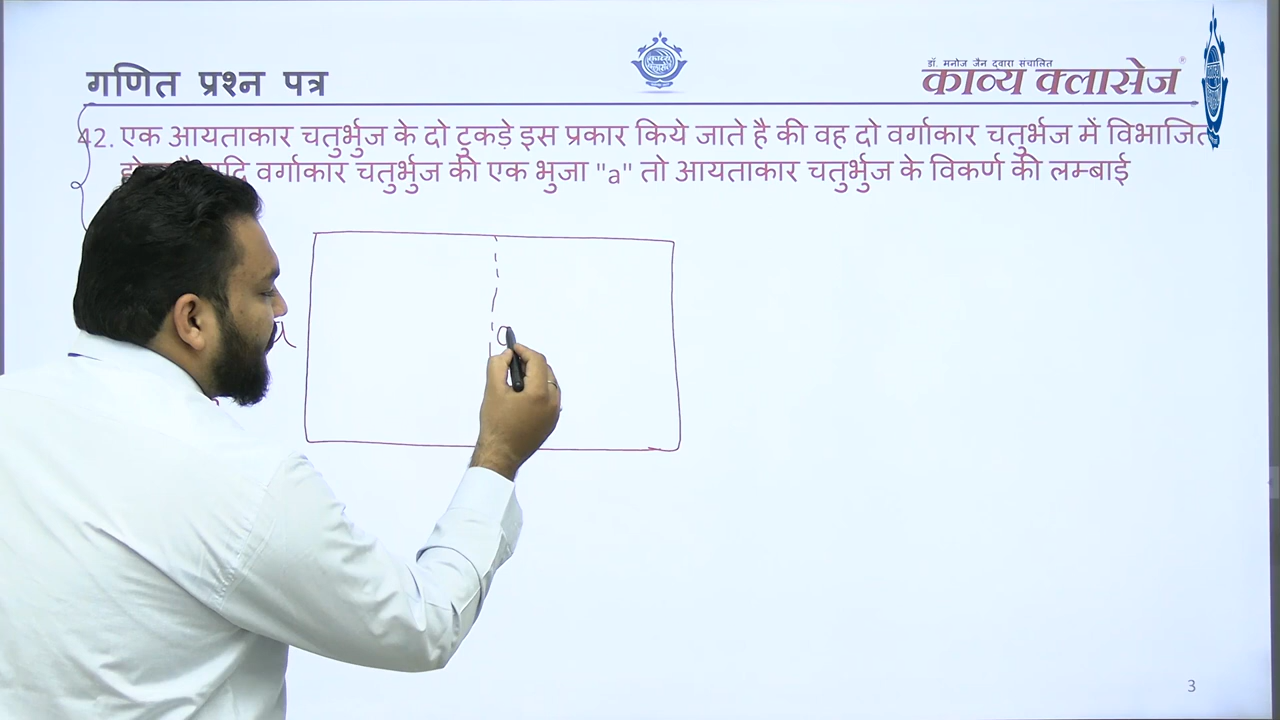 डॉ. मनोज जैन द्वारा संचालित
गणित प्रश्न पत्र
काव्य क्लासेज
42. एक आयताकार चतुर्भुज के दो टुकड़े इस प्रकार किये जाते है की वह दो वर्गाकार चतुर्भज में विभाजित
वर्गाकार चतुर्भुज की एक भुजा "a" तो आयताकार चतुर्भुज के विकर्ण की लम्बाई
3